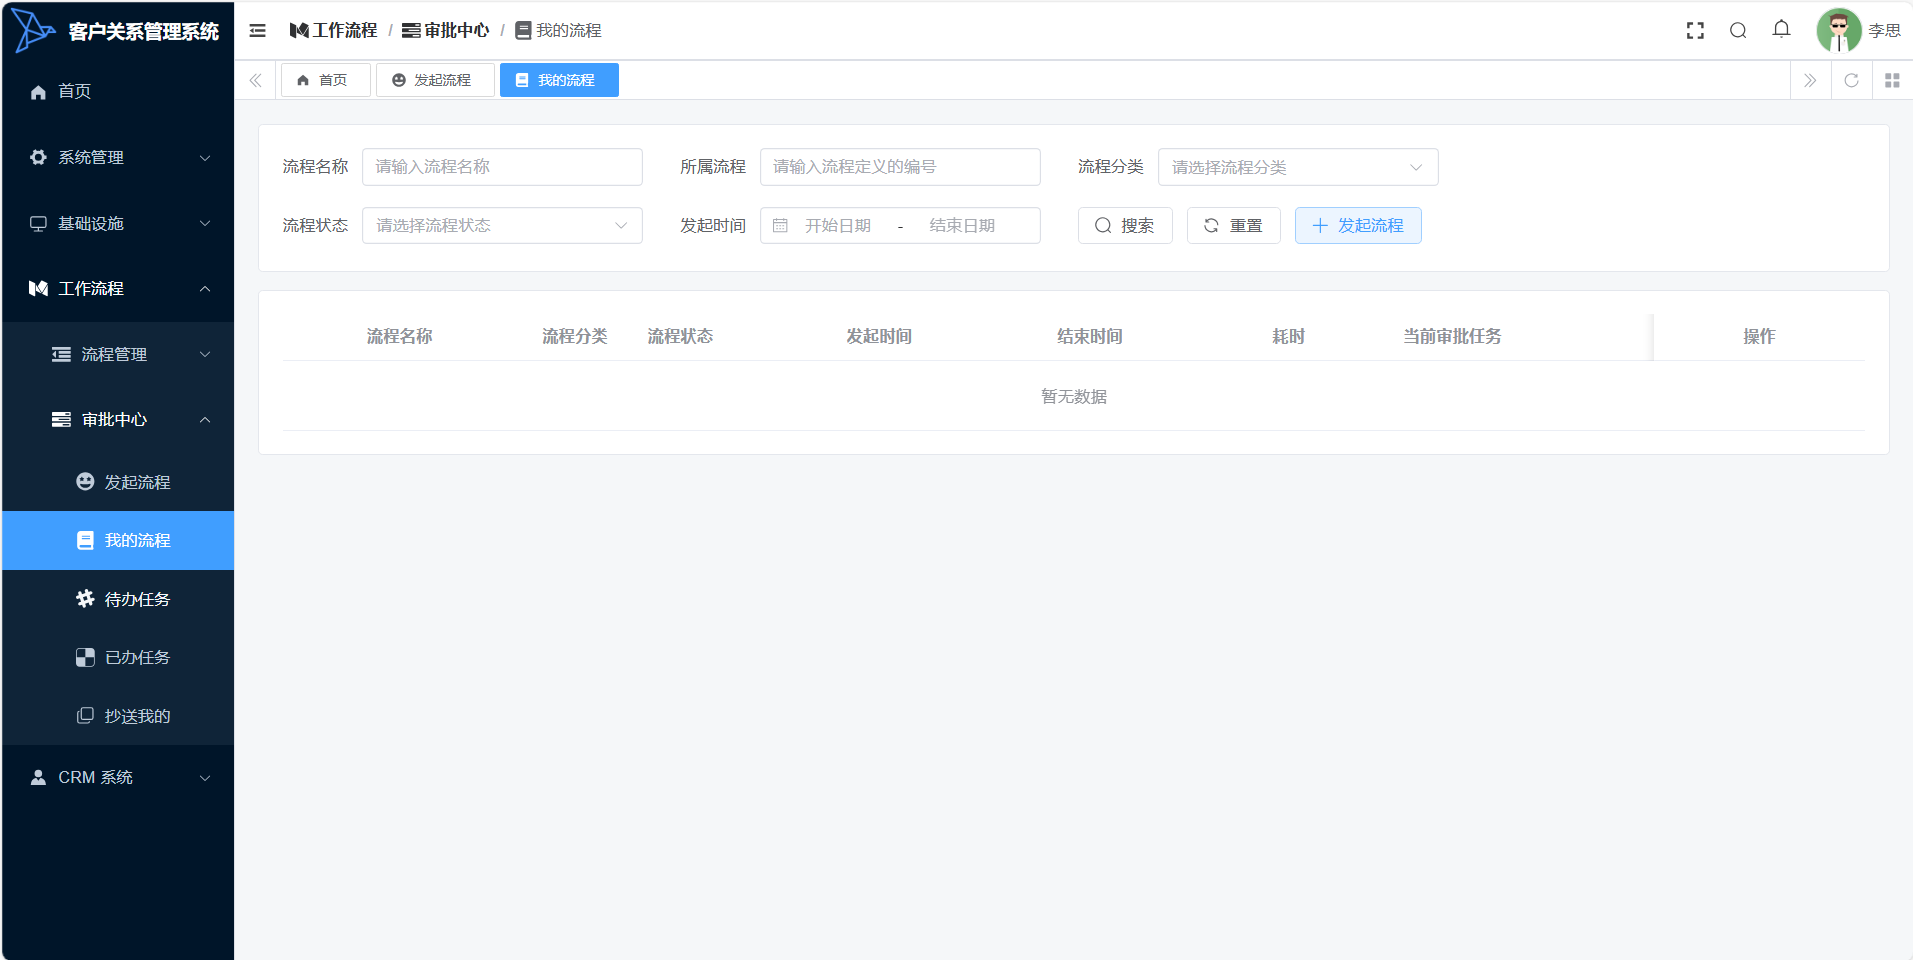 客户关系管理系统
工作流程 / 审批中心 / 我的流程
李思
首页
发起流程
我的流程
首页
系统管理
基础设施
工作流程
流程管理
审批中心
发起流程
我的流程
待办任务
已办任务
抄送我的
CRM 系统
流程名称 请输入流程名称
所属流程 请输入流程定义的编号
流程分类 请选择流程分类
流程状态 请选择流程状态
发起时间 开始日期 - 结束日期
搜索
重置
发起流程
流程名称 流程分类 流程状态 发起时间 结束时间 耗时 当前审批任务 操作
暂无数据